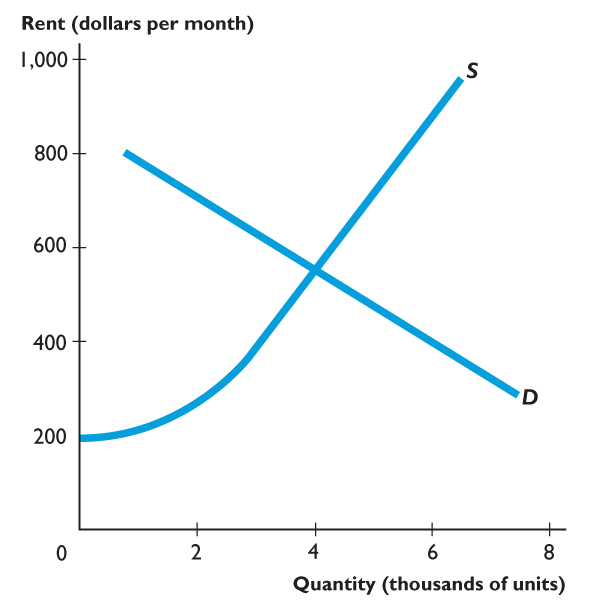 Rent (dollars per month)
1,000
S
800
600
400
D
200
0 2 4 6 8
Quantity (thousands of units)